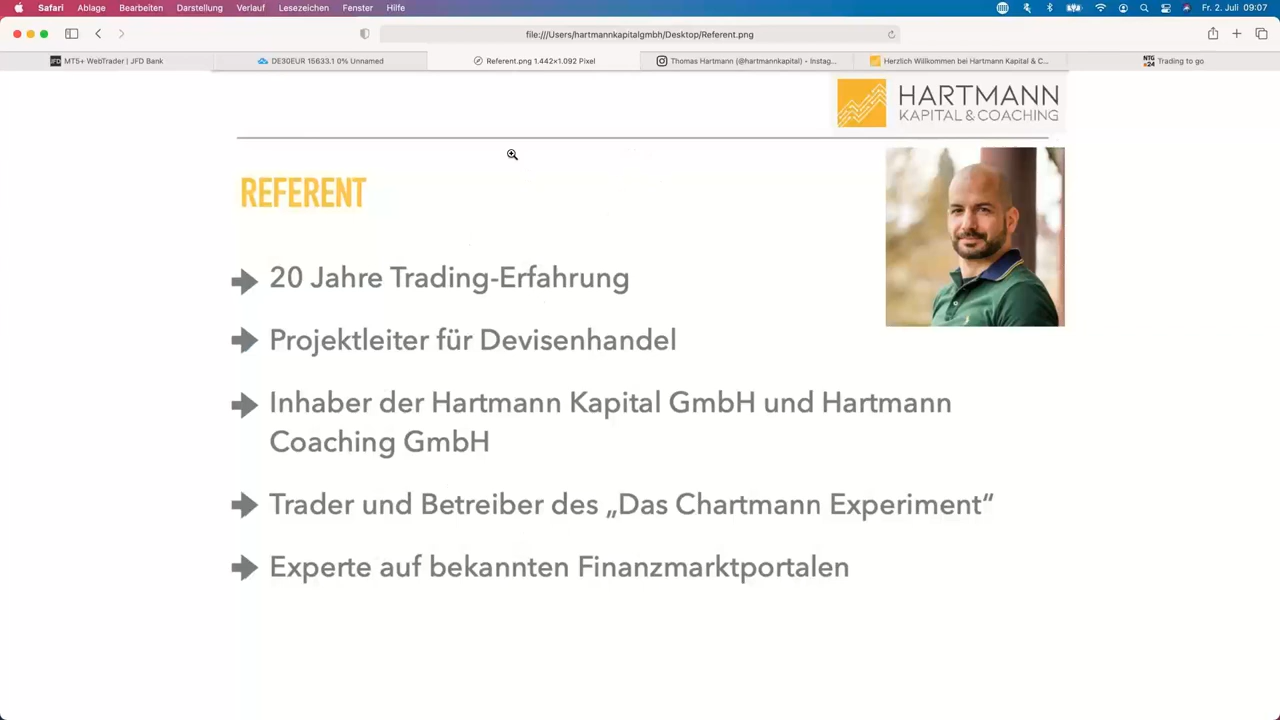 Safari Ablage Bearbeiten Darstellung Verlauf Lesezeichen Fenster Hilfe Fr. 2. Juli 09:07
file:///Users/hartmannkapitalgmbh/Desktop/Referent.png
JFD MT5+ WebTrader | JFD Bank
DE30EUR 15633.1 0% Unnamed
Referent.png 1.442×1.092 Pixel
Thomas Hartmann (@hartmannkapital) • Instag...
Herzlich Willkommen bei Hartmann Kapital & C...
NTG 24 Trading to go
HARTMANN
KAPITAL & COACHING
REFERENT
20 Jahre Trading-Erfahrung
Projektleiter für Devisenhandel
Inhaber der Hartmann Kapital GmbH und Hartmann
Coaching GmbH
Trader und Betreiber des „Das Chartmann Experiment“
Experte auf bekannten Finanzmarktportalen